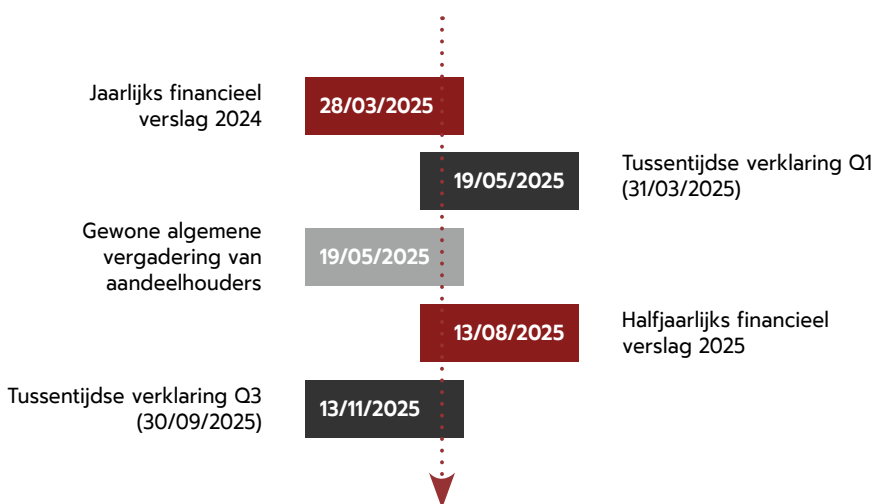 Jaarlijks financieel
verslag 2024
28/03/2025
19/05/2025
Tussentijdse verklaring Q1
(31/03/2025)
Gewone algemene
vergadering van
aandeelhouders
19/05/2025
13/08/2025
Halfjaarlijks financieel
verslag 2025
Tussentijdse verklaring Q3
(30/09/2025)
13/11/2025